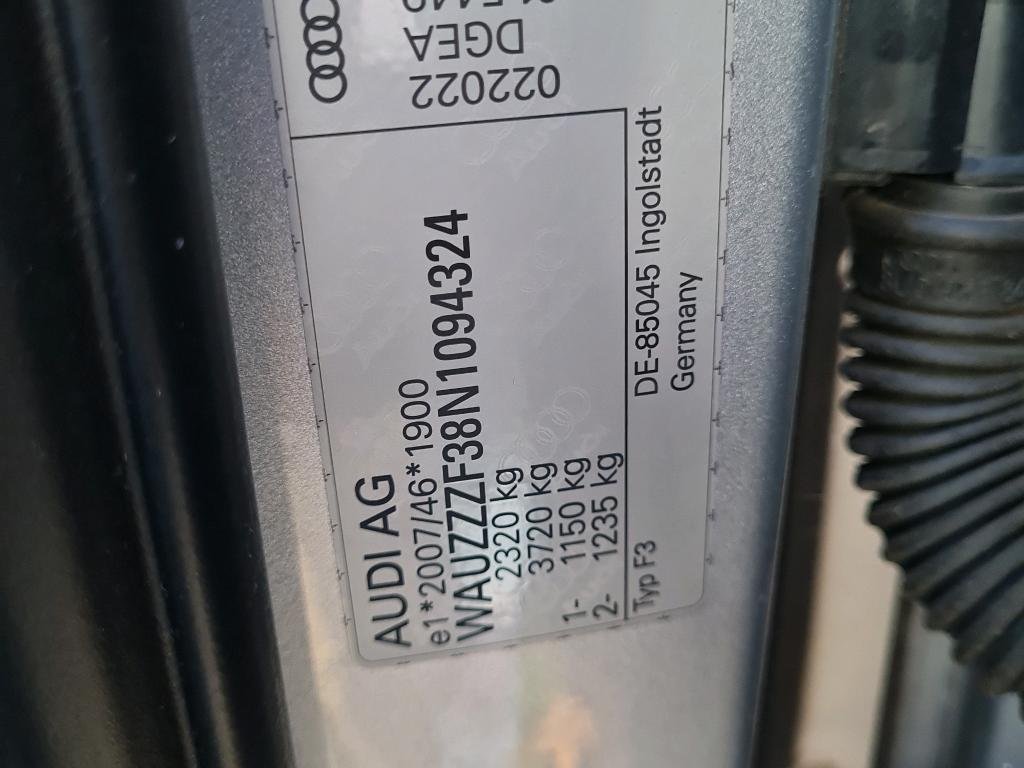 AUDI AG
e1*2007/46*1900
WAUZZZF38N1094324
2320 kg
3720 kg
1- 1150 kg
2- 1235 kg
Typ F3
DE-85045 Ingolstadt
Germany
022022
DGEA